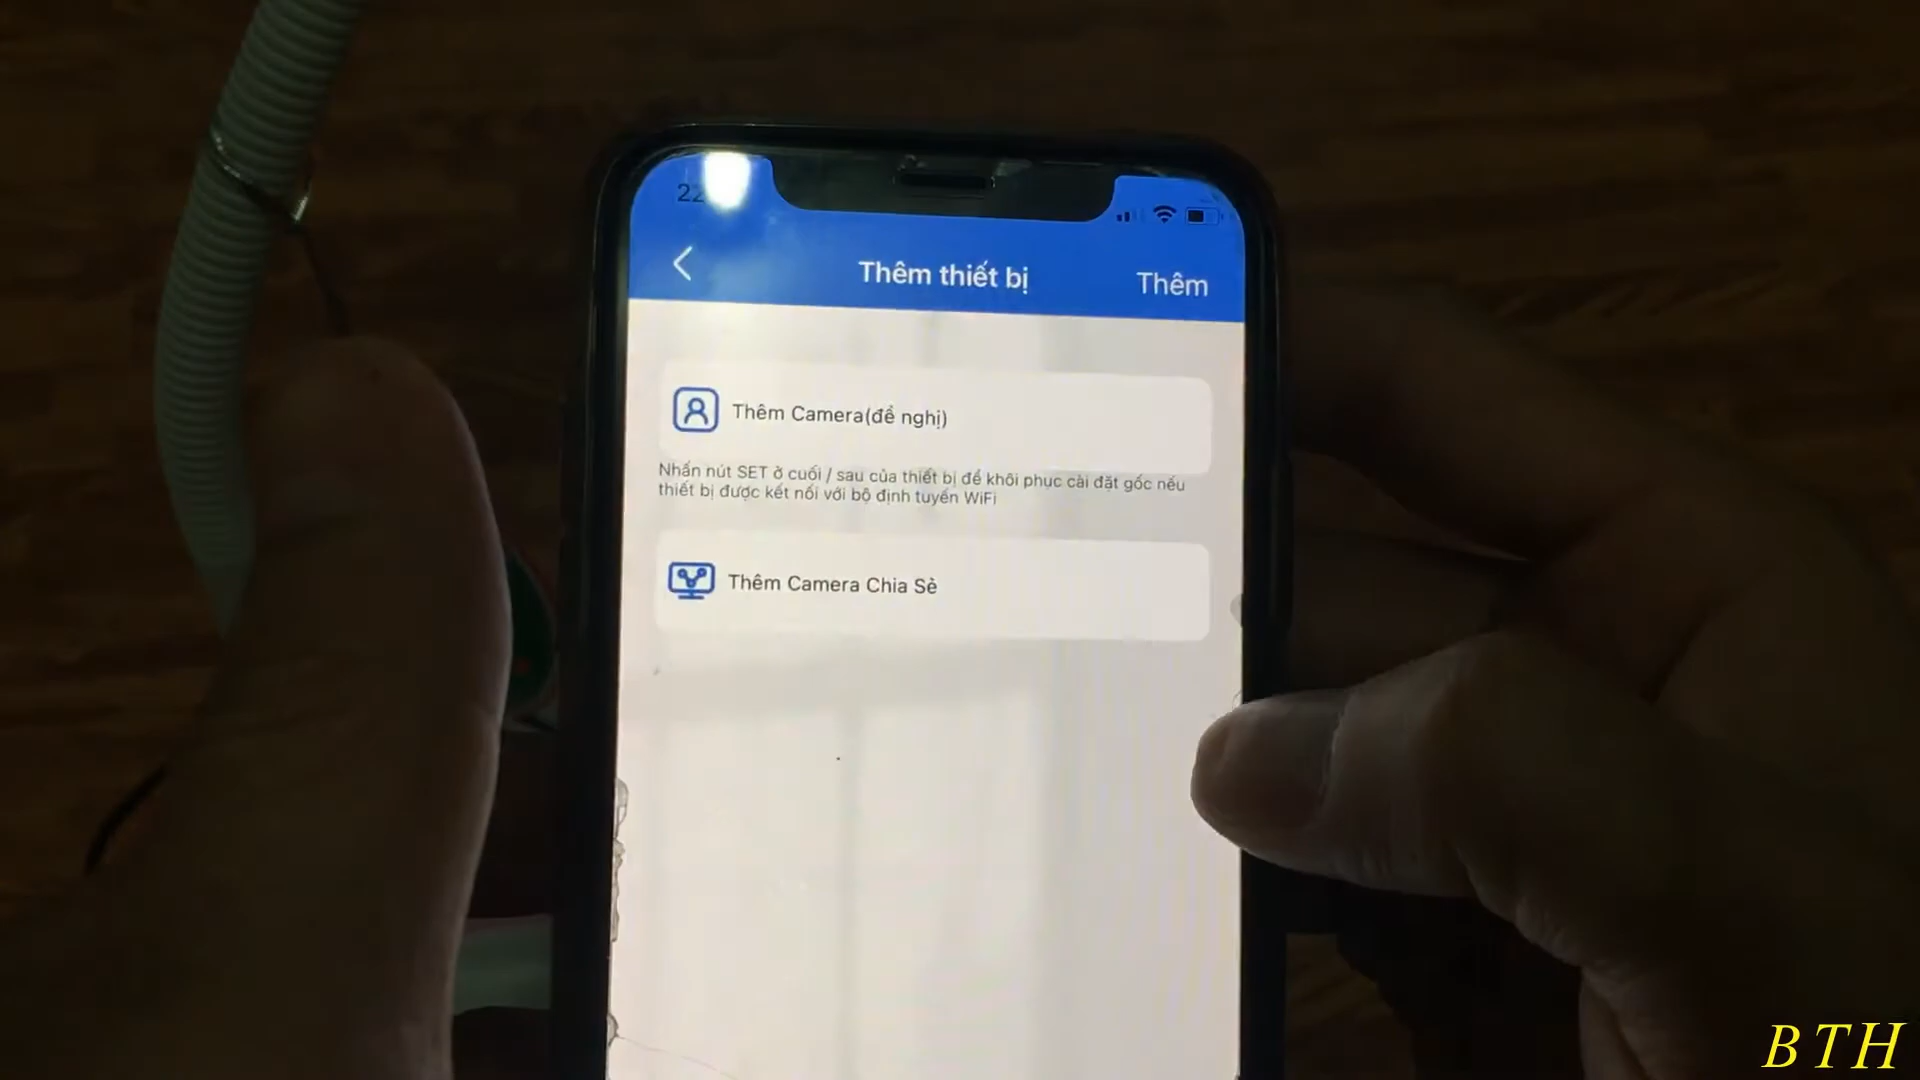 22
Thêm thiết bị
Thêm
Thêm Camera(đề nghị)
Nhấn nút SET ở cuối / sau của thiết bị để khôi phục cài đặt gốc nếu
thiết bị được kết nối với bộ định tuyến WiFi
Thêm Camera Chia Sẻ
BTH